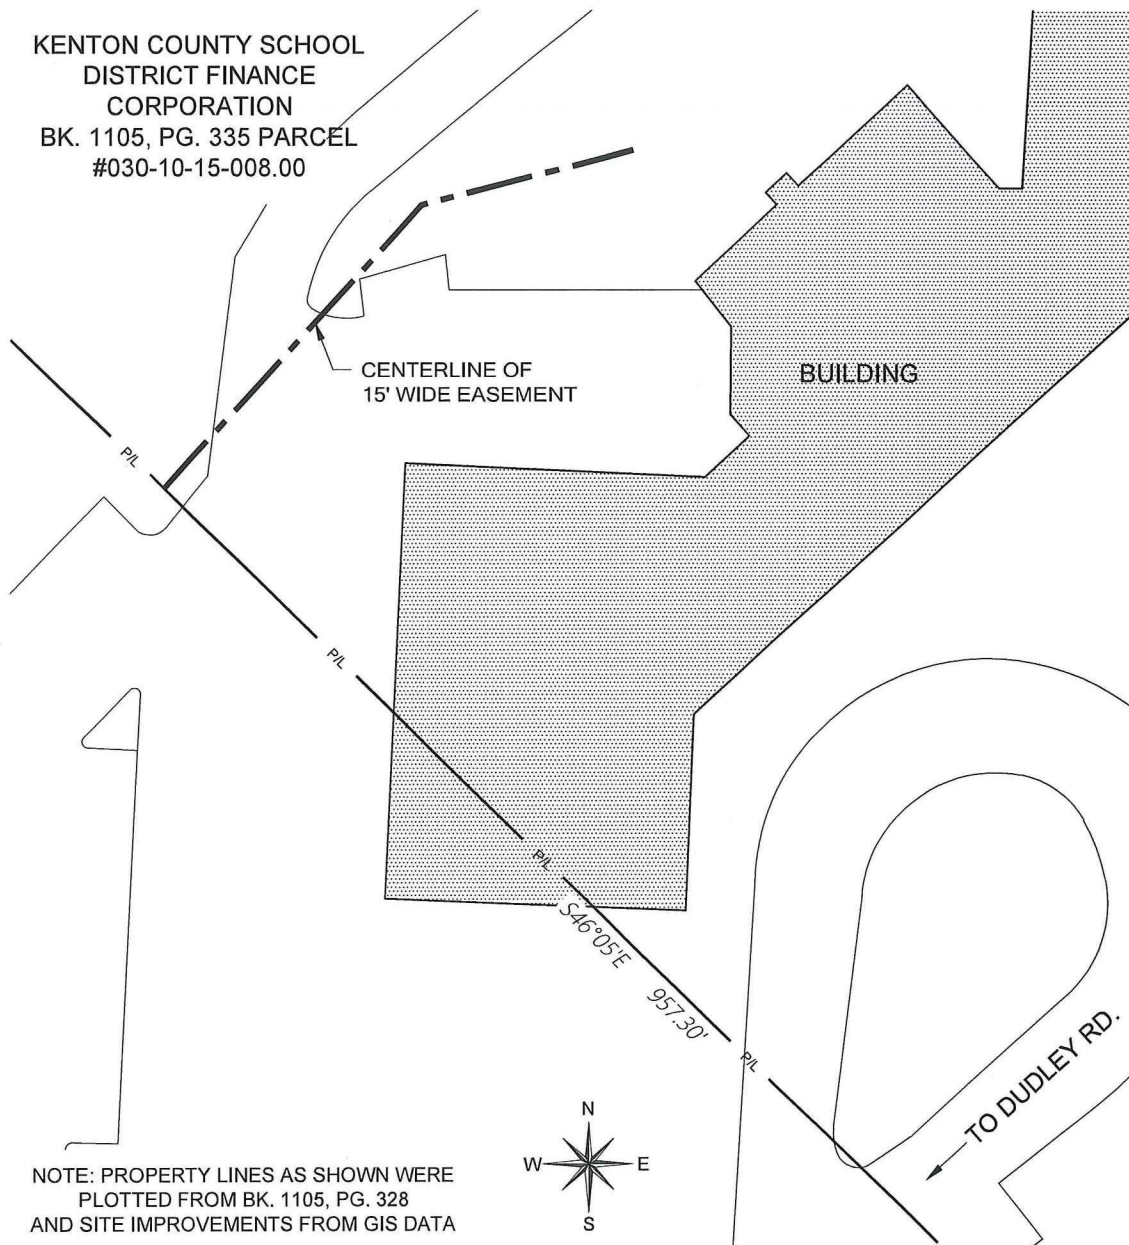 KENTON COUNTY SCHOOL
DISTRICT FINANCE
CORPORATION
BK. 1105, PG. 335 PARCEL
#030-10-15-008.00
CENTERLINE OF
15' WIDE EASEMENT
BUILDING
P/L
P/L
P/L
S46°05'E
957.30'
P/L
TO DUDLEY RD.
N
W
E
S
NOTE: PROPERTY LINES AS SHOWN WERE
PLOTTED FROM BK. 1105, PG. 328
AND SITE IMPROVEMENTS FROM GIS DATA